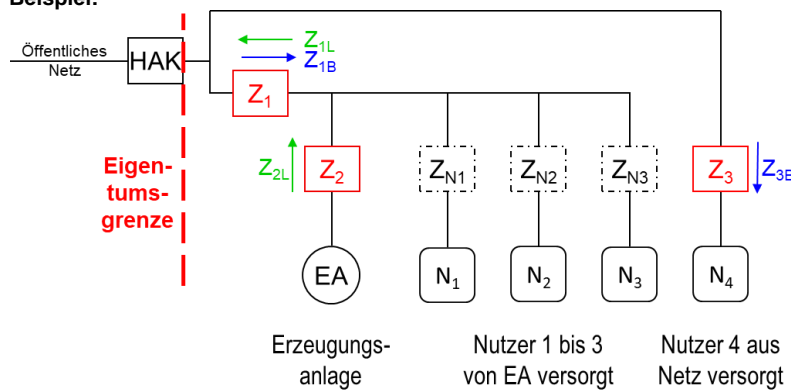 Beispiel:
Öffentliches
Netz
HAK
Z1L
Z1B
Z1
Eigen-
tums-
grenze
Z2L
Z2
ZN1
ZN2
ZN3
Z3
Z3B
EA
N1
N2
N3
N4
Erzeugungs-
anlage
Nutzer 1 bis 3
von EA versorgt
Nutzer 4 aus
Netz versorgt